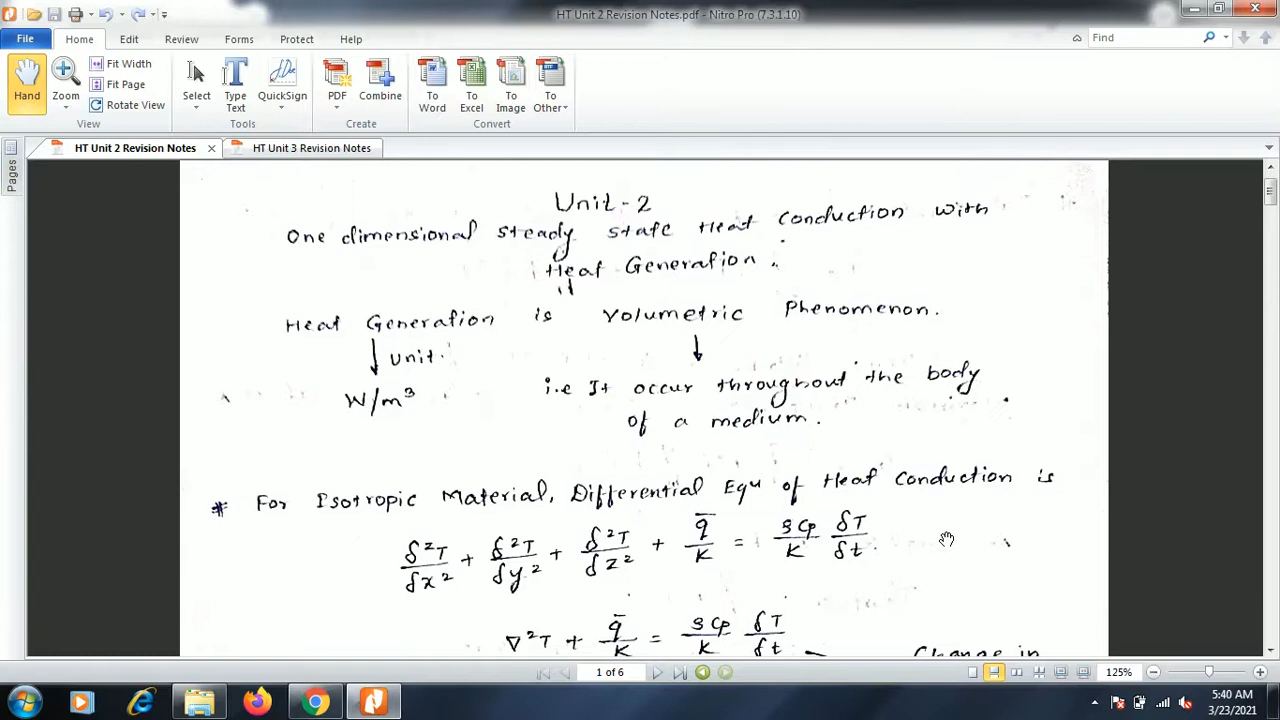 HT Unit 2 Revision Notes.pdf - Nitro Pro (7.3.1.10)
File Home Edit Review Forms Protect Help Find
Hand Zoom Fit Width Fit Page Rotate View Select Type Text QuickSign PDF Combine To Word To Excel To Image To Other
View Tools Create Convert
HT Unit 2 Revision Notes HT Unit 3 Revision Notes
Pages
Unit-2
One dimensional steady state Heat Conduction with
Heat Generation.
Heat Generation is Volumetric Phenomenon.
unit.
W/m³ i.e It occur throughout the body
of a medium.
* For Isotropic Material, Differential Equ of Heat Conduction is
δ²T/δx² + δ²T/δy² + δ²T/δz² + q̅/K = ρCp/K δT/δt.
∇²T + q̅/K = ρCp/K δT/δt
Change in
1 of 6 125%
5:40 AM
3/23/2021